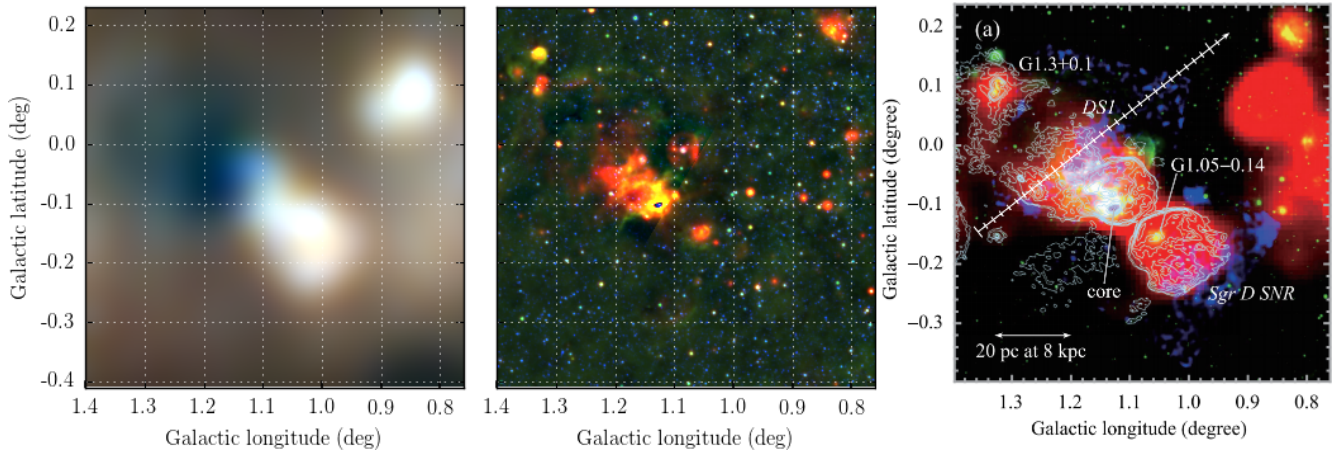 0.2
0.1
0.0
-0.1
-0.2
-0.3
-0.4
Galactic latitude (deg)
1.4 1.3 1.2 1.1 1.0 0.9 0.8
Galactic longitude (deg)
1.4 1.3 1.2 1.1 1.0 0.9 0.8
Galactic longitude (deg)
(a)
G1.3+0.1
DS1
G1.05−0.14
core
Sgr D SNR
20 pc at 8 kpc
0.2
0.1
0.0
−0.1
−0.2
−0.3
Galactic latitude (degree)
1.3 1.2 1.1 1.0 0.9 0.8
Galactic longitude (degree)